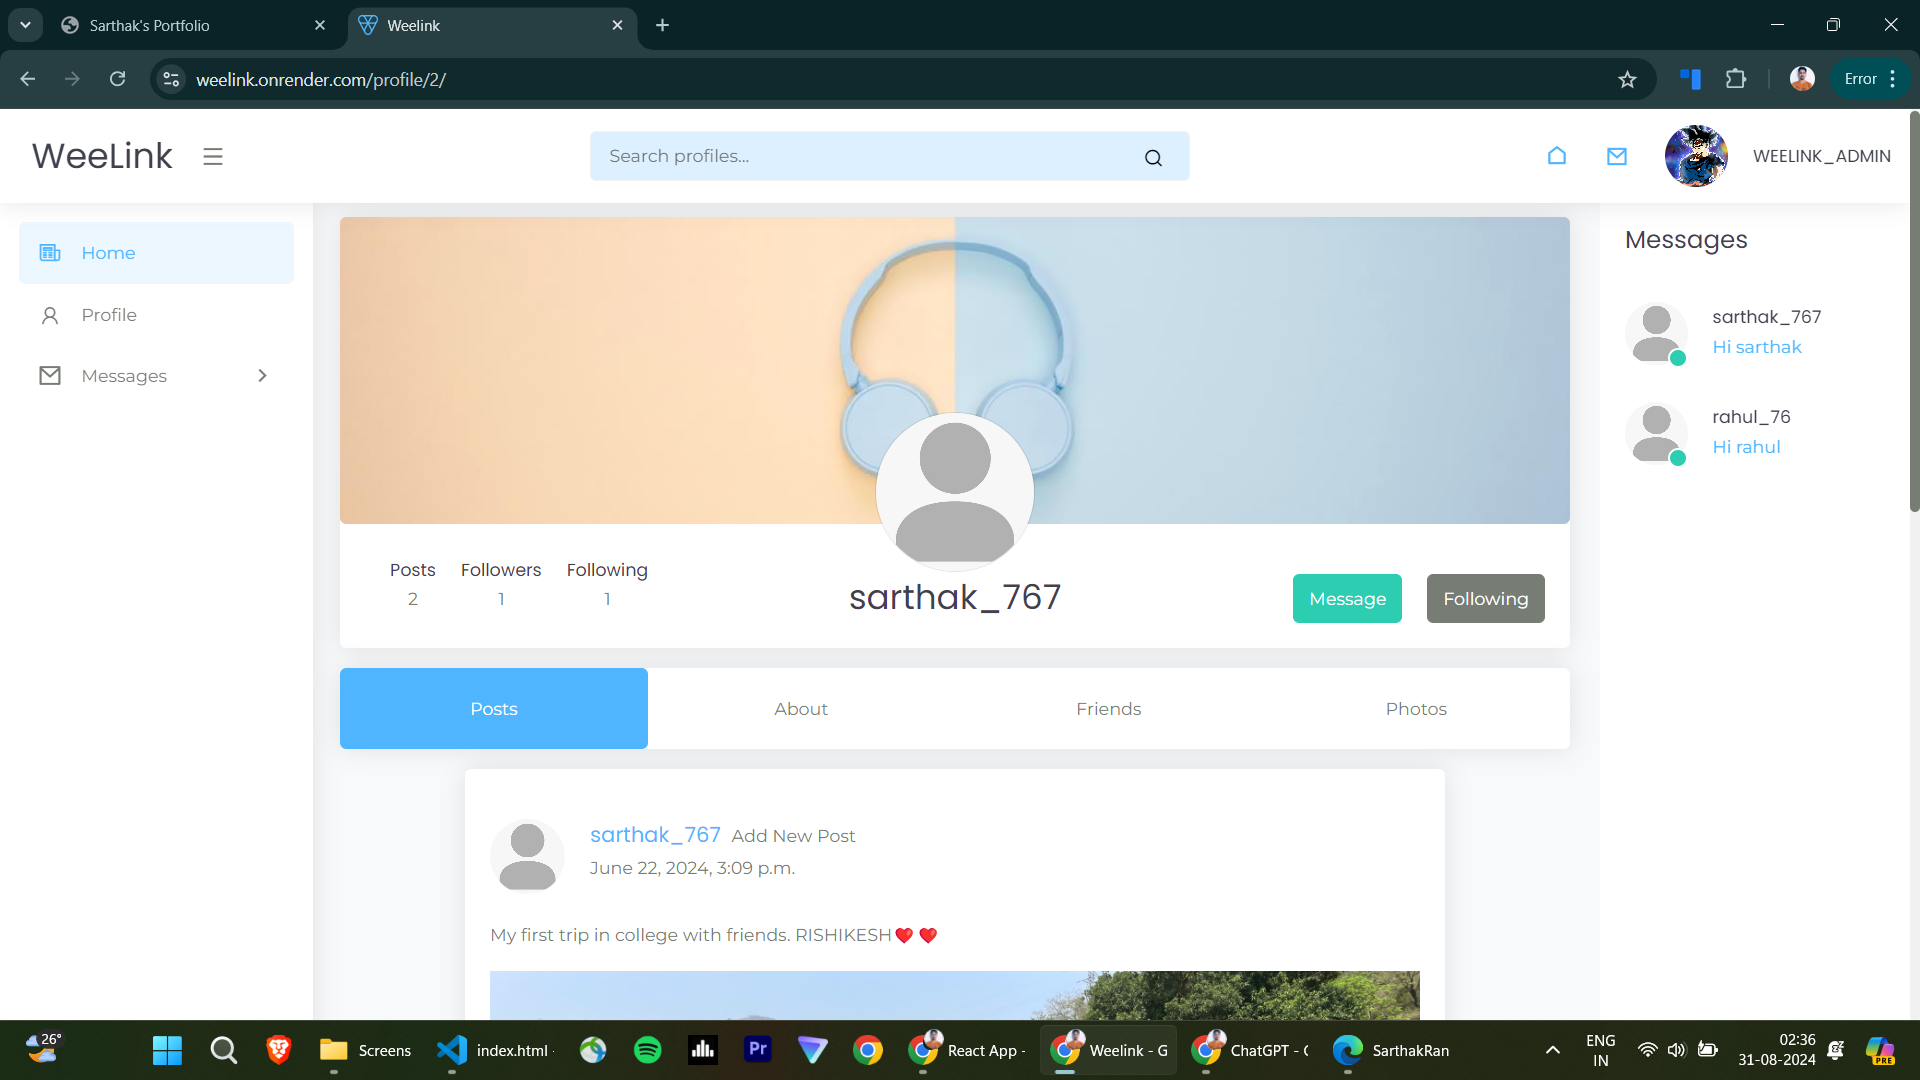 Sarthak's Portfolio
Weelink
weelink.onrender.com/profile/2/
Error
WeeLink
Search profiles...
WEELINK_ADMIN
Home
Profile
Messages
Posts Followers Following
2 1 1
sarthak_767
Message
Following
Posts About Friends Photos
sarthak_767 Add New Post
June 22, 2024, 3:09 p.m.
My first trip in college with friends. RISHIKESH❤️ ❤️
Messages
sarthak_767
Hi sarthak
rahul_76
Hi rahul
26°
Screens
index.html
Pr
React App -
Weelink - G
ChatGPT - 
SarthakRan
ENG
IN
02:36
31-08-2024
PRE